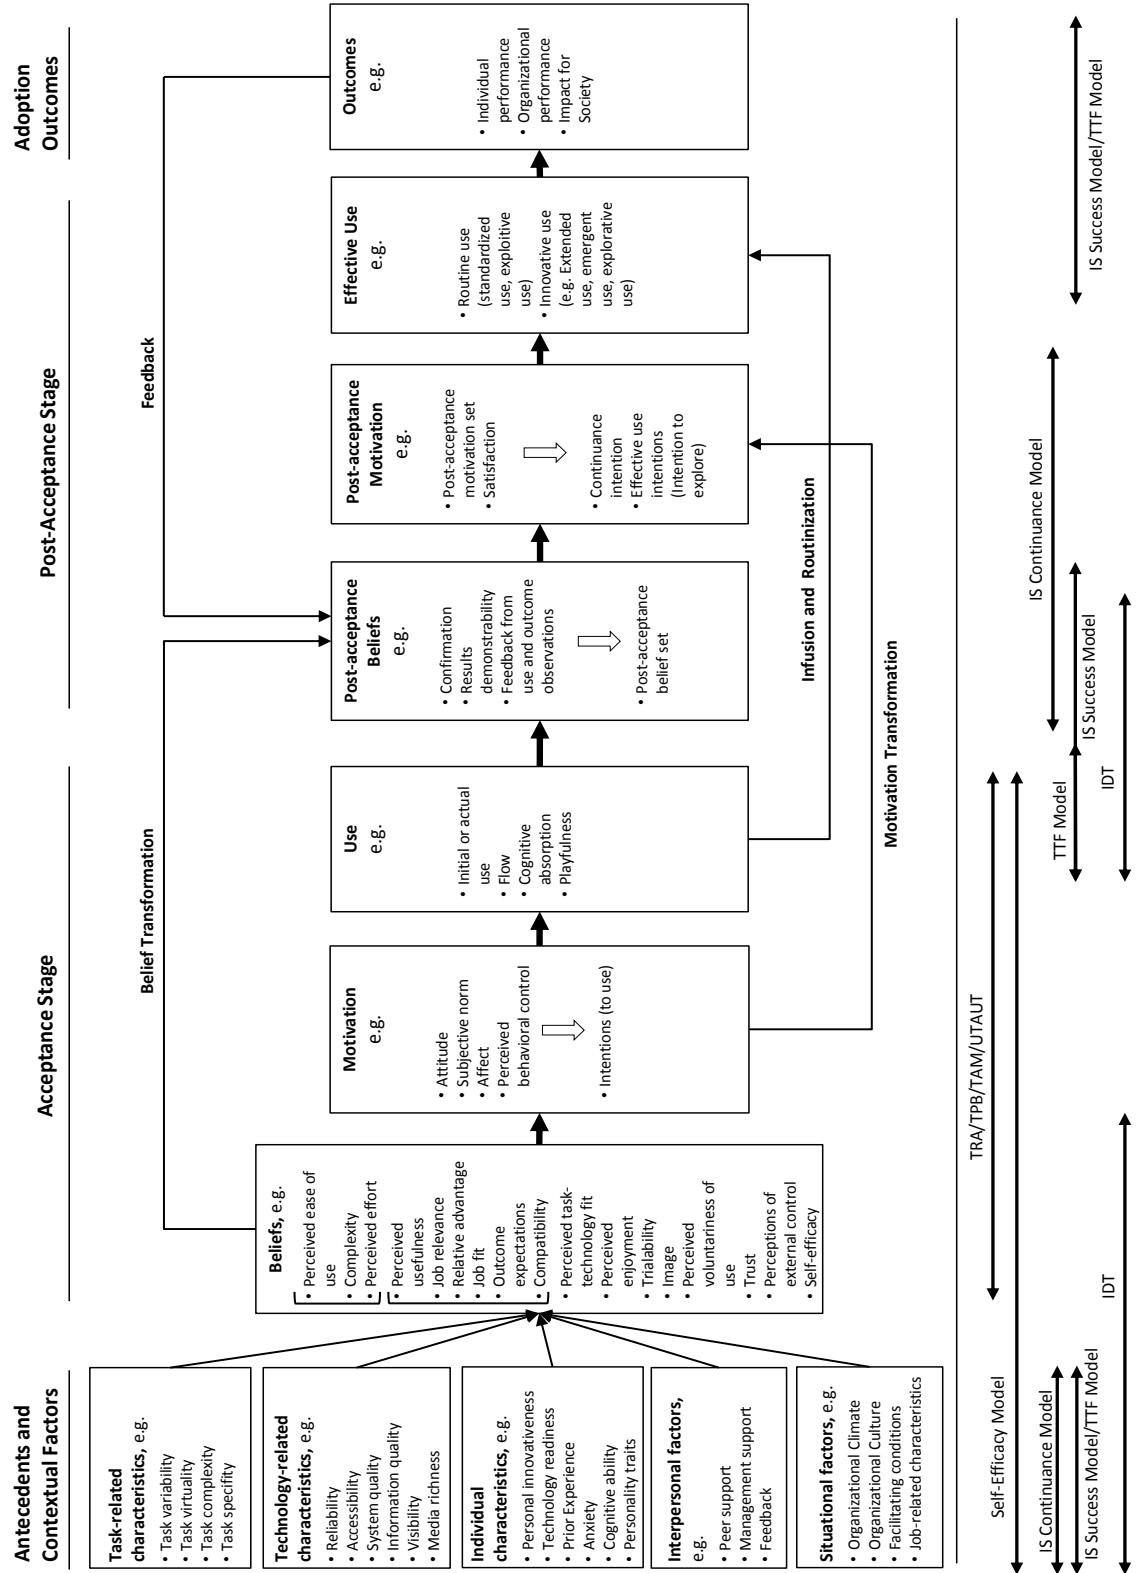 Antecedents and
Contextual Factors
Acceptance Stage
Post-Acceptance Stage
Adoption
Outcomes
Task-related
characteristics, e.g.
• Task variability
• Task virtuality
• Task complexity
• Task specifity
Technology-related
characteristics, e.g.
• Reliability
• Accessibility
• System quality
• Information quality
• Visibility
• Media richness
Individual
characteristics, e.g.
• Personal innovativeness
• Technology readiness
• Prior Experience
• Anxiety
• Cognitive ability
• Personality traits
Interpersonal factors,
e.g.
• Peer support
• Management support
• Feedback
Situational factors, e.g.
• Organizational Climate
• Organizational Culture
• Facilitating conditions
• Job-related characteristics
Belief Transformation
Beliefs, e.g.
• Perceived ease of
use
• Complexity
• Perceived effort
• Perceived
usefulness
• Job relevance
• Relative advantage
• Job fit
• Outcome
expectations
• Compatibility
• Perceived task-
technology fit
• Perceived
enjoyment
• Trialability
• Image
• Perceived
voluntariness of
use
• Trust
• Perceptions of
external control
• Self-efficacy
Motivation
e.g.
• Attitude
• Subjective norm
• Affect
• Perceived
behavioral control
• Intentions (to use)
Use
e.g.
• Initial or actual
use
• Flow
• Cognitive
absorption
• Playfulness
Feedback
Post-acceptance
Beliefs
e.g.
• Confirmation
• Results
demonstrability
• Feedback from
use and outcome
observations
• Post-acceptance
belief set
Post-acceptance
Motivation
e.g.
• Post-acceptance
motivation set
• Satisfaction
• Continuance
intention
• Effective use
intentions
(Intention to
explore)
Effective Use
e.g.
• Routine use
(standardized
use, exploitive
use)
• Innovative use
(e.g. Extended
use, emergent
use, explorative
use)
Outcomes
e.g.
• Individual
performance
• Organizational
performance
• Impact for
Society
Infusion and Routinization
Motivation Transformation
TRA/TPB/TAM/UTAUT
Self-Efficacy Model
IS Continuance Model
IS Continuance Model
IS Success Model/TTF Model
TTF Model
IS Success Model
IS Success Model/TTF Model
IDT
IDT